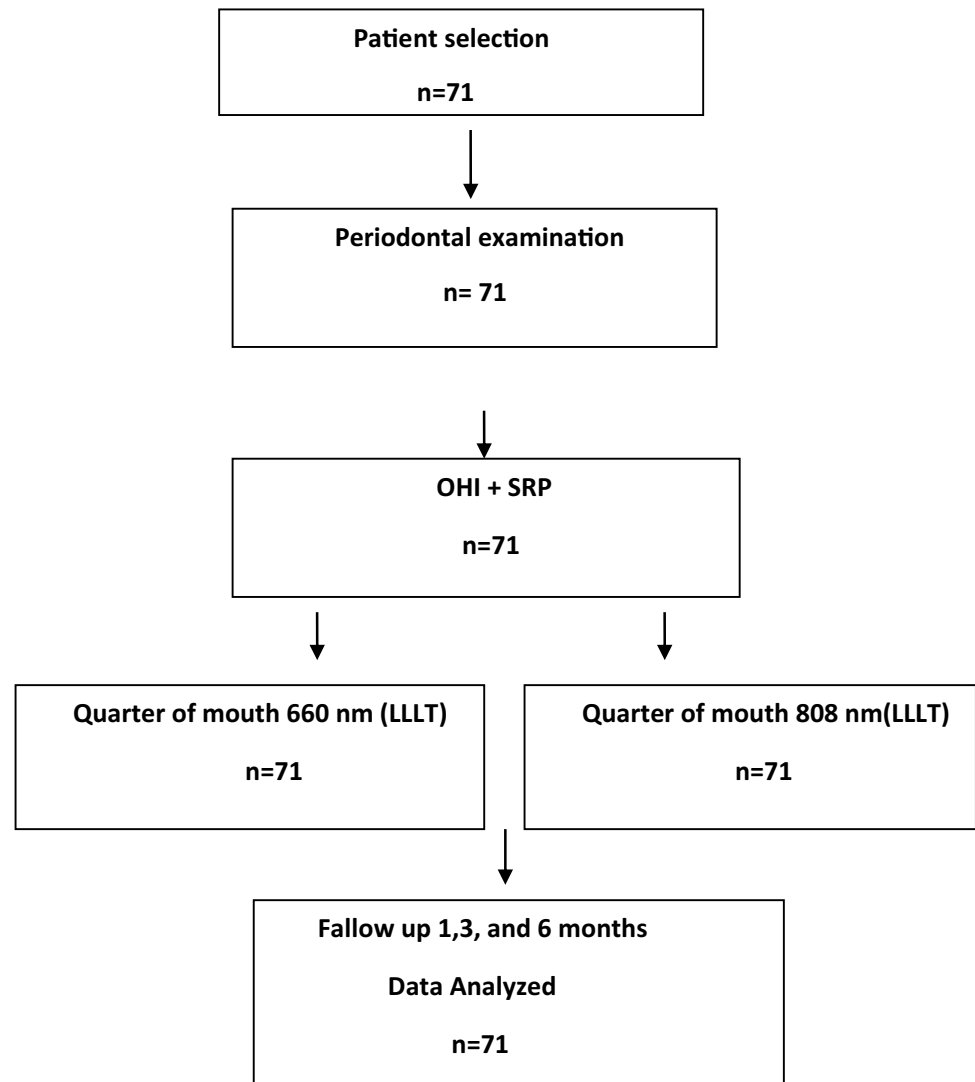 Patient selection
n=71
Periodontal examination
n= 71
OHI + SRP
n=71
Quarter of mouth 660 nm (LLLT)
n=71
Quarter of mouth 808 nm(LLLT)
n=71
Fallow up 1,3, and 6 months
Data Analyzed
n=71